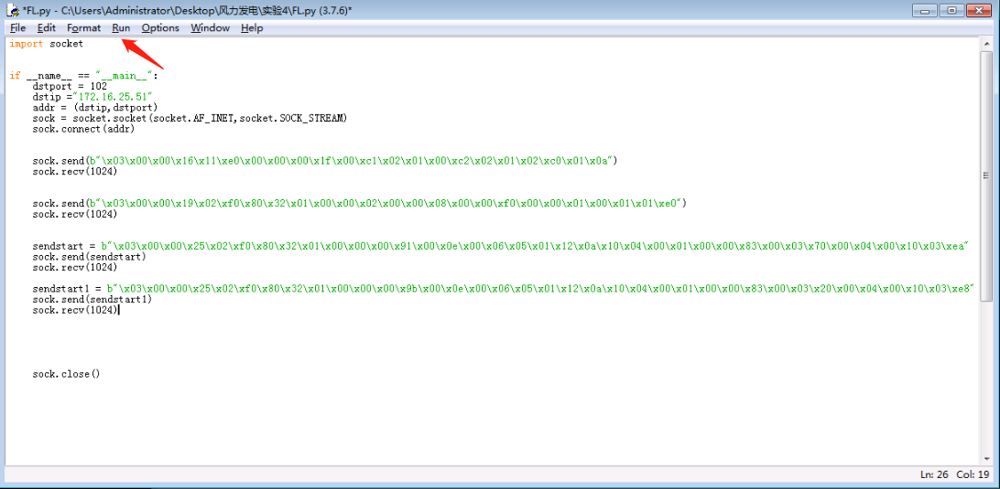 *FL.py - C:\Users\Administrator\Desktop\风力发电\实验4\FL.py (3.7.6)*
File Edit Format Run Options Window Help
import socket
if __name__ == "__main__":
dstport = 102
dstip ="172.16.25.51"
addr = (dstip,dstport)
sock = socket.socket(socket.AF_INET,socket.SOCK_STREAM)
sock.connect(addr)
sock.send(b"\x03\x00\x00\x16\x11\xe0\x00\x00\x00\x1f\x00\xc1\x02\x01\x00\xc2\x02\x01\x02\xc0\x01\x0a")
sock.recv(1024)
sock.send(b"\x03\x00\x00\x19\x02\xf0\x80\x32\x01\x00\x00\x02\x00\x00\x08\x00\x00\xf0\x00\x00\x01\x00\x01\x01\xe0")
sock.recv(1024)
sendstart = b"\x03\x00\x00\x25\x02\xf0\x80\x32\x01\x00\x00\x00\x91\x00\x0e\x00\x06\x05\x01\x12\x0a\x10\x04\x00\x01\x00\x00\x83\x00\x03\x70\x00\x04\x00\x10\x03\xea"
sock.send(sendstart)
sock.recv(1024)
sendstart1 = b"\x03\x00\x00\x25\x02\xf0\x80\x32\x01\x00\x00\x00\x9b\x00\x0e\x00\x06\x05\x01\x12\x0a\x10\x04\x00\x01\x00\x00\x83\x00\x03\x20\x00\x04\x00\x10\x03\xe8"
sock.send(sendstart1)
sock.recv(1024)
sock.close()
Ln: 26 Col: 19